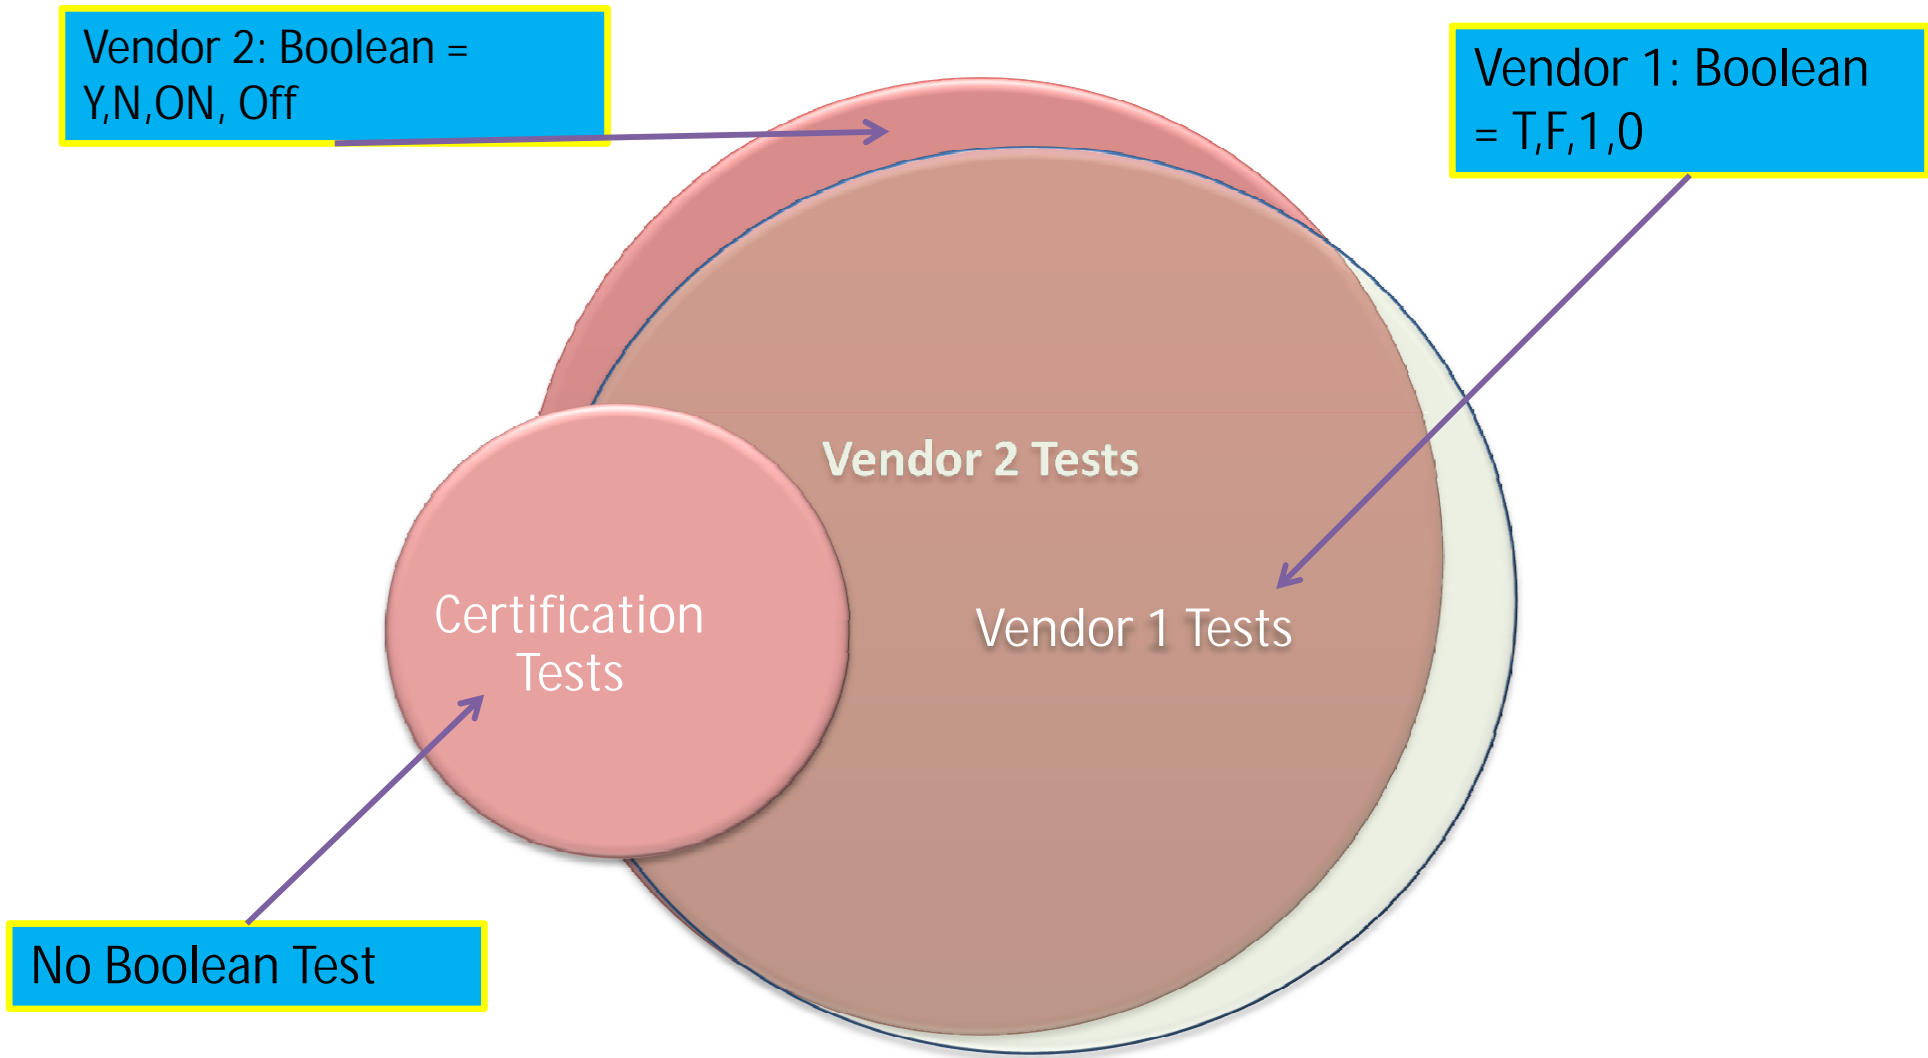 Vendor 2: Boolean =
Y,N,ON, Off
Vendor 1: Boolean
= T,F,1,0
Vendor 2 Tests
Certification
Tests
Vendor 1 Tests
No Boolean Test